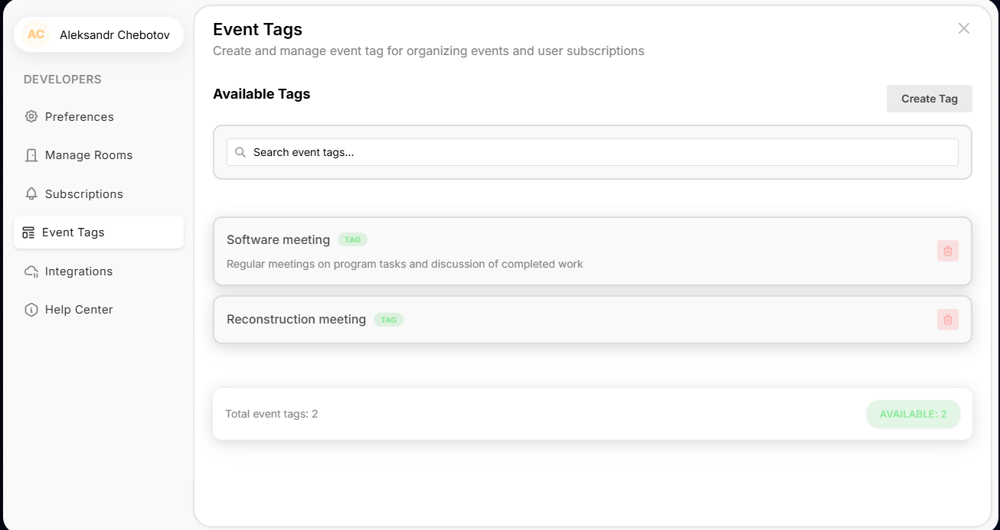 AC
Aleksandr Chebotov
DEVELOPERS
Preferences
Manage Rooms
Subscriptions
Event Tags
Integrations
Help Center
Event Tags
Create and manage event tag for organizing events and user subscriptions
Available Tags
Create Tag
Search event tags...
Software meeting TAG
Regular meetings on program tasks and discussion of completed work
Reconstruction meeting TAG
Total event tags: 2
AVAILABLE: 2